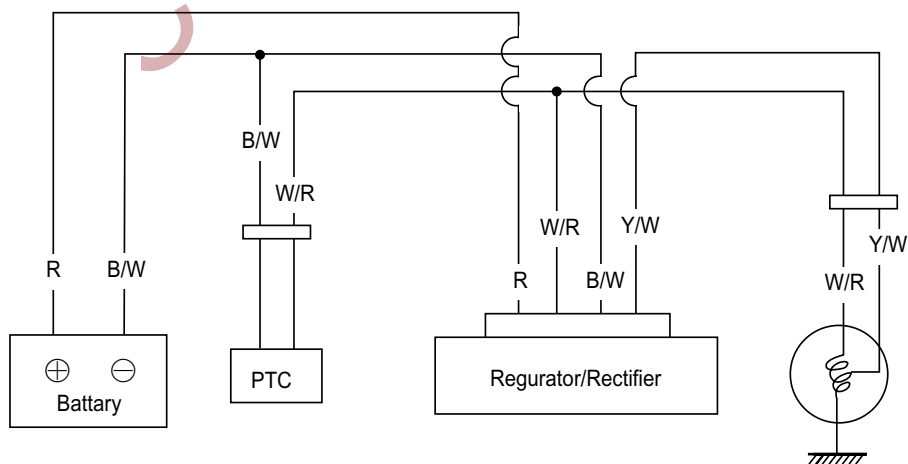 B/W
W/R
W/R
Y/W
Y/W
R
B/W
R
B/W
W/R
Battary
PTC
Regurator/Rectifier